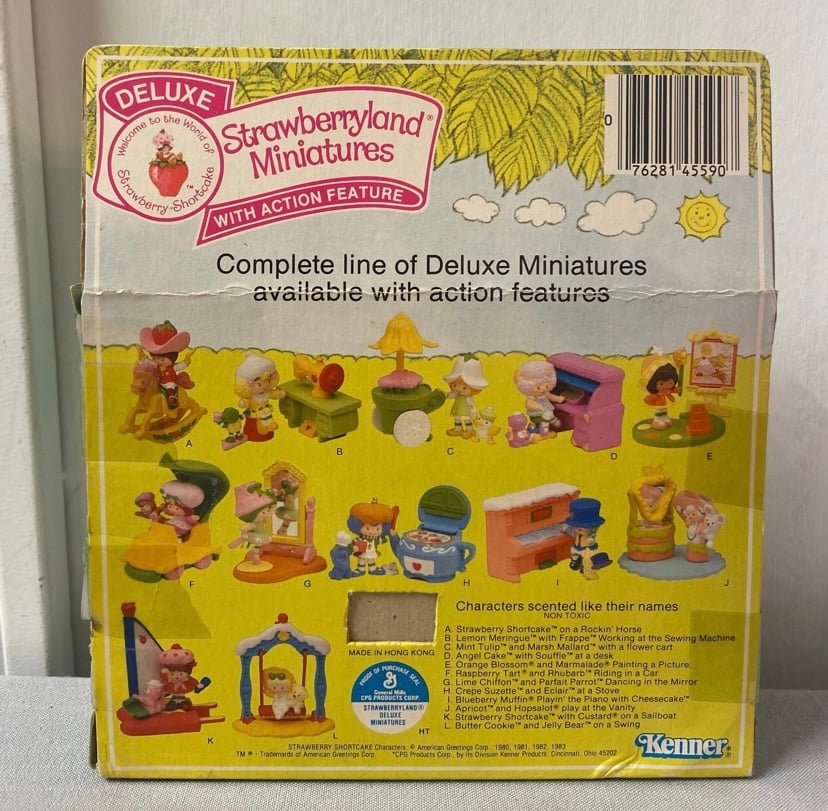 DELUXE
Welcome to the World of
Strawberry Shortcake™
Strawberryland®
Miniatures
WITH ACTION FEATURE
0 76281 45590
Complete line of Deluxe Miniatures
available with action features
A
B
C
D
E
F
G
H
I
J
K
L
MADE IN HONG KONG
PROOF OF PURCHASE SEAL
G
General Mills
CPG PRODUCTS CORP.
STRAWBERRYLAND®
DELUXE
MINIATURES
HT
Characters scented like their names
NON TOXIC
A. Strawberry Shortcake™ on a Rockin' Horse
B. Lemon Meringue™ with Frappe™ Working at the Sewing Machine
C. Mint Tulip™ and Marsh Mallard™ with a flower cart
D. Angel Cake™ with Souffle™ at a desk
E. Orange Blossom® and Marmalade® Painting a Picture
F. Raspberry Tart® and Rhubarb™ Riding in a Car
G. Lime Chiffon™ and Parfait Parrot™ Dancing in the Mirror
H. Crepe Suzette™ and Eclair™ at a Stove
I. Blueberry Muffin® Playin' the Piano with Cheesecake™
J. Apricot™ and Hopsalot® play at the Vanity
K. Strawberry Shortcake™ with Custard® on a Sailboat
L. Butter Cookie™ and Jelly Bear™ on a Swing
STRAWBERRY SHORTCAKE Characters: © American Greetings Corp., 1980, 1981, 1982, 1983
TM & ® - Trademarks of American Greetings Corp. *CPG Products Corp., by its Division Kenner Products, Cincinnati, Ohio 45202
Kenner®